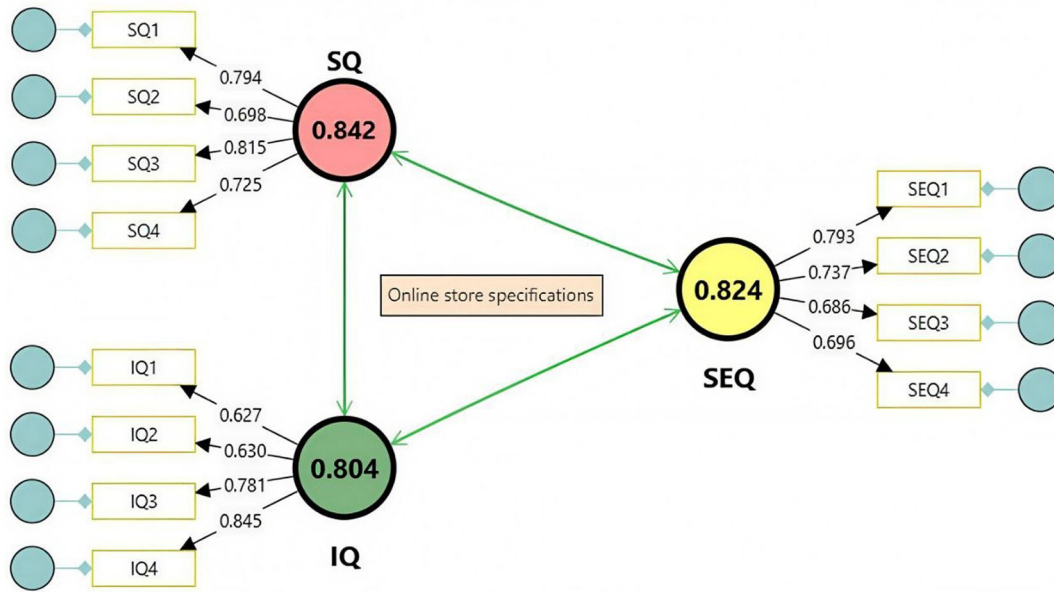 SQ1
SQ2
SQ3
SQ4
0.794
0.698
0.815
0.725
SQ
0.842
Online store specifications
0.824
SEQ
0.793
0.737
0.686
0.696
SEQ1
SEQ2
SEQ3
SEQ4
IQ1
IQ2
IQ3
IQ4
0.627
0.630
0.781
0.845
0.804
IQ